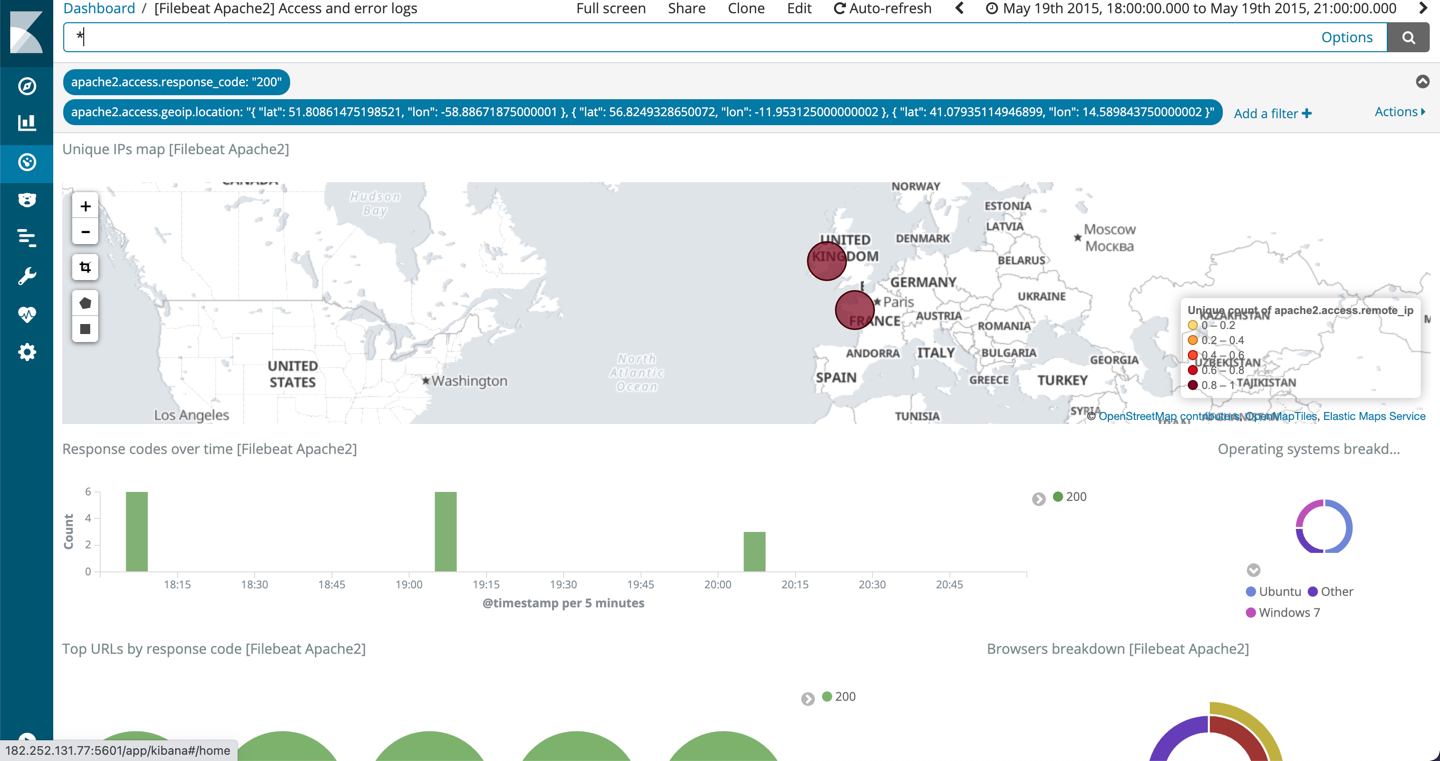 Dashboard / [Filebeat Apache2] Access and error logs
Full screen Share Clone Edit Auto-refresh May 19th 2015, 18:00:00.000 to May 19th 2015, 21:00:00.000
*
Options
apache2.access.response_code: "200"
apache2.access.geoip.location: "{ "lat": 51.80861475198521, "lon": -58.88671875000001 }, { "lat": 56.8249328650072, "lon": -11.953125000000002 }, { "lat": 41.07935114946899, "lon": 14.589843750000002 }"
Add a filter +
Actions
Unique IPs map [Filebeat Apache2]
+
−
CANADA
Hudson
Bay
NORWAY
ESTONIA
LATVIA
Moscow
Москва
UNITED
KINGDOM
DENMARK
BELARUS
GERMANY
UKRAINE
Paris
FRANCE
AUSTRIA
ROMANIA
ANDORRA
ITALY
BULGARIA
GEORGIA
North
Atlantic
Ocean
UNITED
STATES
Washington
SPAIN
GREECE
TURKEY
Los Angeles
TUNISIA
SYRIA
Unique count of apache2.access.remote_ip
KAZAKHSTAN
0 – 0.2
0.2 – 0.4
0.4 – 0.6
UZBEKISTAN
0.6 – 0.8
0.8 – 1
TAJIKISTAN
© OpenStreetMap contributors, OpenMapTiles, Elastic Maps Service
Response codes over time [Filebeat Apache2]
Operating systems breakd...
6
4
2
0
Count
18:15 18:30 18:45 19:00 19:15 19:30 19:45 20:00 20:15 20:30 20:45
@timestamp per 5 minutes
200
Ubuntu Other
Windows 7
Top URLs by response code [Filebeat Apache2]
Browsers breakdown [Filebeat Apache2]
200
182.252.131.77:5601/app/kibana#/home